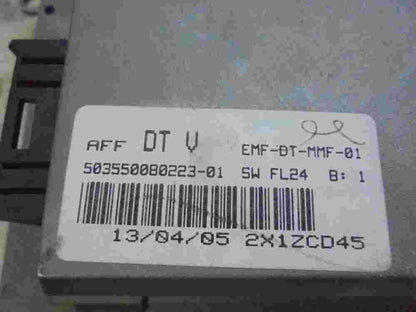 AFF DT V EMF-DT-MMF-01
503550080223-01 SW FL24 B: 1
13/04/05 2X1ZCD45